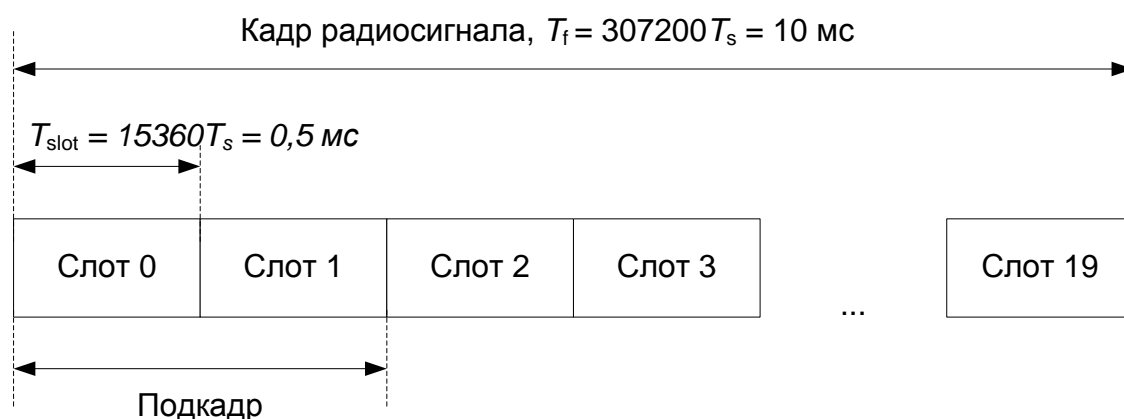 Кадр радиосигнала, Tf = 307200Ts = 10 мс
Tslot = 15360Ts = 0,5 мс
Слот 0 Слот 1 Слот 2 Слот 3 ... Слот 19
Подкадр